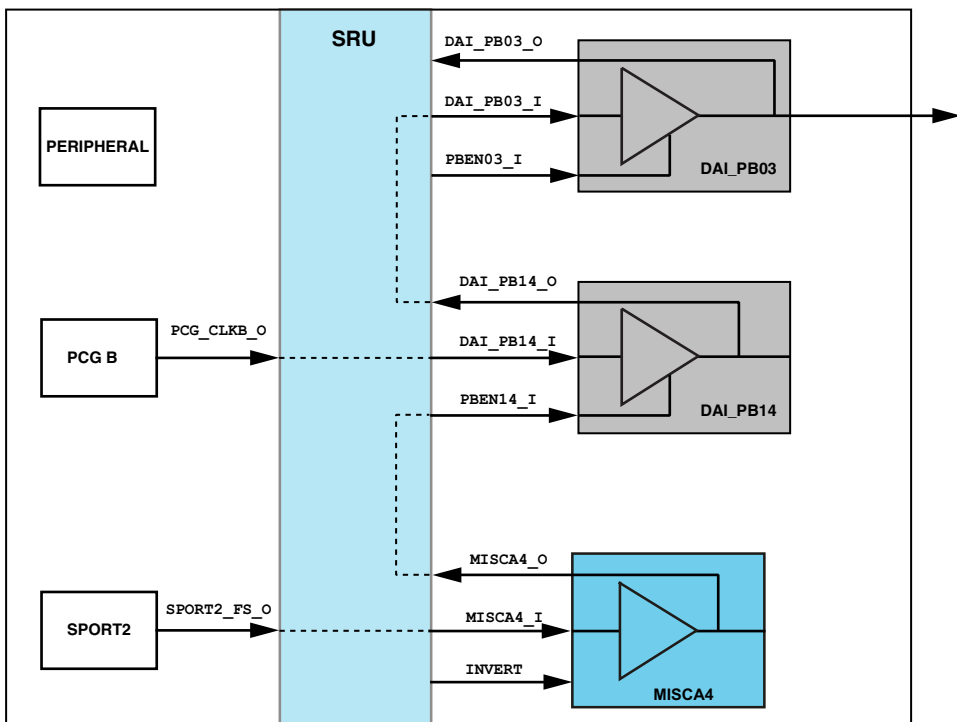 SRU
DAI_PB03_O
DAI_PB03_I
PERIPHERAL
PBEN03_I
DAI_PB03
DAI_PB14_O
PCG_CLKB_O
PCG B
DAI_PB14_I
PBEN14_I
DAI_PB14
MISCA4_O
SPORT2_FS_O
SPORT2
MISCA4_I
INVERT
MISCA4